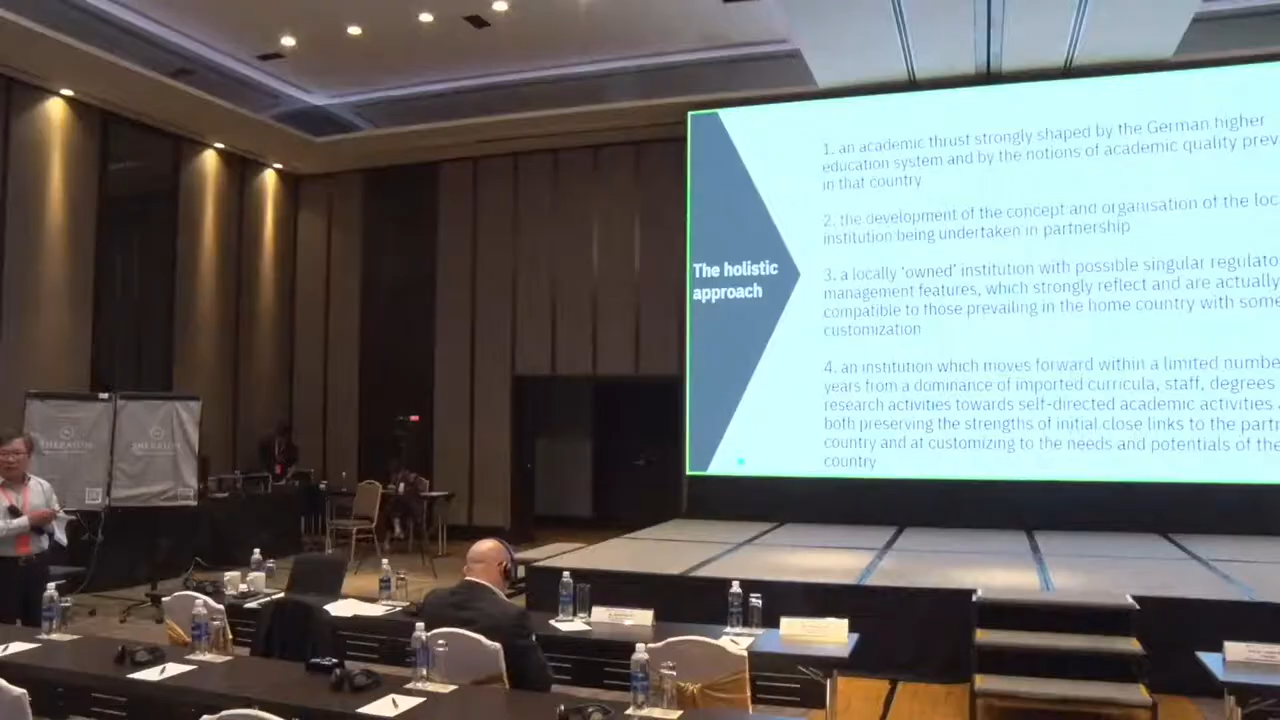 The holistic
approach
1. an academic thrust strongly shaped by the German higher
education system and by the notions of academic quality
in that country
2. the development of the concept and organisation of the
institution being undertaken in partnership
3. a locally ‘owned’ institution with possible singular
management features, which strongly reflect and are actually
compatible to those prevailing in the home country with some
customization
4. an institution which moves forward within a limited
years from a dominance of imported curricula, staff, degrees
research activities towards self-directed academic activities
both preserving the strengths of initial close links to the
country and at customizing to the needs and potentials of the
country
SHERATON
SHERATON